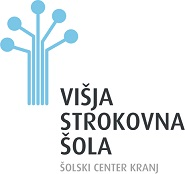 VIŠJA
STROKOVNA
ŠOLA
ŠOLSKI CENTER KRANJ